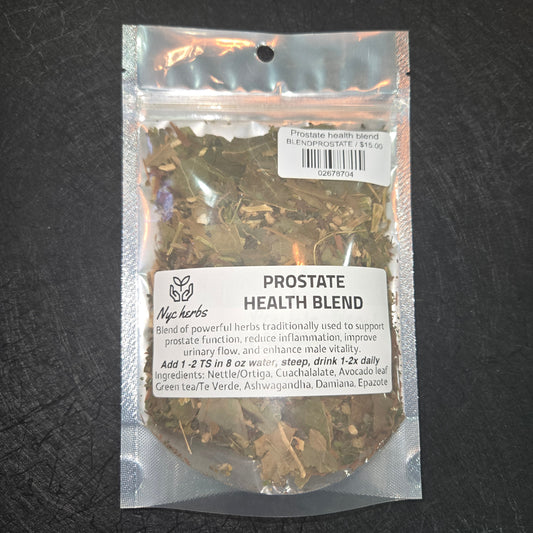 Prostate health blend
BLENDPROSTATE / $15.00
02678704
Nyc herbs
PROSTATE
HEALTH BLEND
Blend of powerful herbs traditionally used to support
prostate function, reduce inflammation, improve
urinary flow, and enhance male vitality.
Add 1 -2 TS in 8 oz water, steep, drink 1-2x daily
Ingredients: Nettle/Ortiga, Cuachalalate, Avocado leaf
Green tea/Te Verde, Ashwagandha, Damiana, Epazote